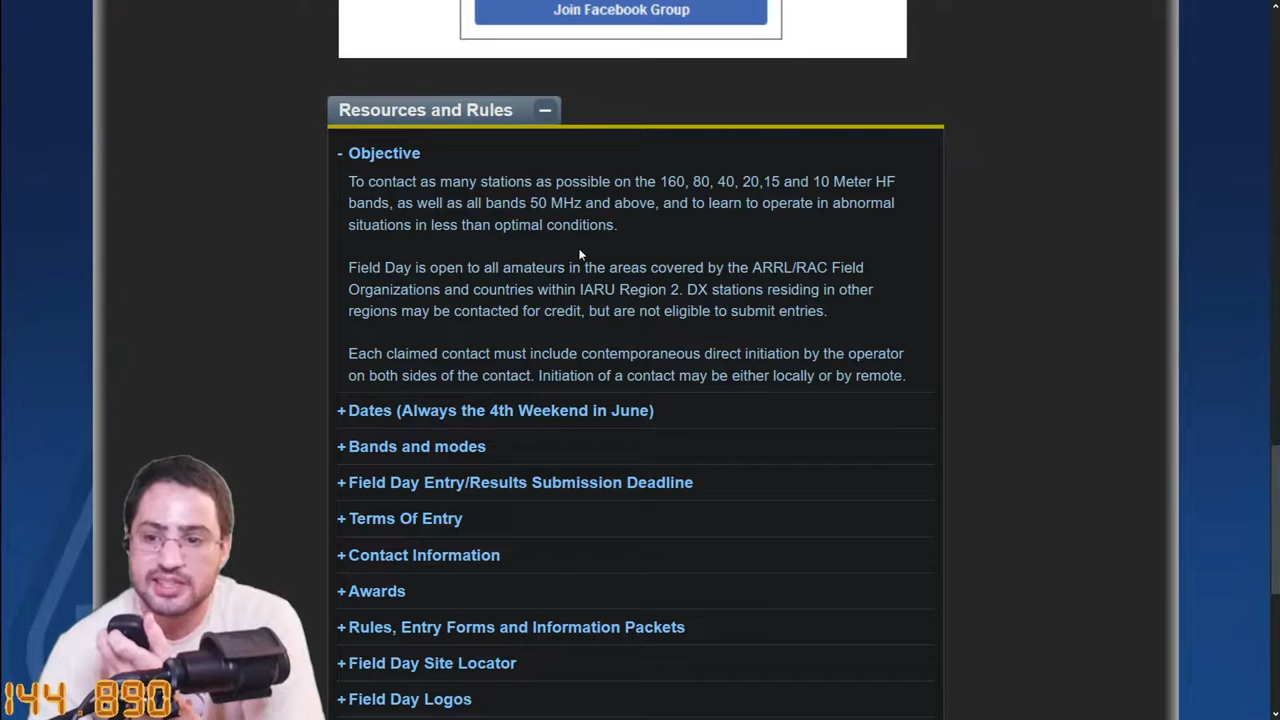 Join Facebook Group
Resources and Rules
- Objective
To contact as many stations as possible on the 160, 80, 40, 20,15 and 10 Meter HF
bands, as well as all bands 50 MHz and above, and to learn to operate in abnormal
situations in less than optimal conditions.
Field Day is open to all amateurs in the areas covered by the ARRL/RAC Field
Organizations and countries within IARU Region 2. DX stations residing in other
regions may be contacted for credit, but are not eligible to submit entries.
Each claimed contact must include contemporaneous direct initiation by the operator
on both sides of the contact. Initiation of a contact may be either locally or by remote.
+ Dates (Always the 4th Weekend in June)
+ Bands and modes
+ Field Day Entry/Results Submission Deadline
+ Terms Of Entry
+ Contact Information
+ Awards
+ Rules, Entry Forms and Information Packets
+ Field Day Site Locator
+ Field Day Logos
144.890